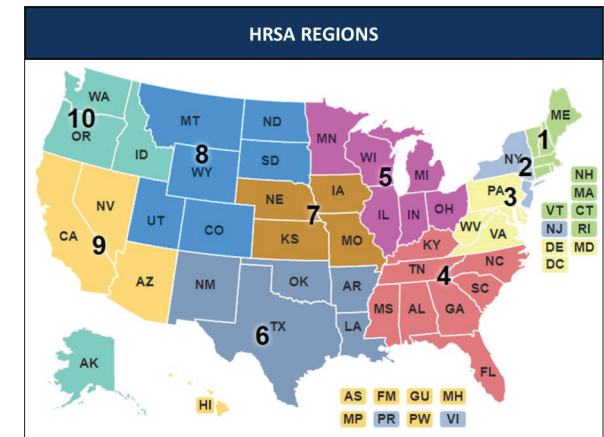 HRSA REGIONS
WA
10
OR
ID
MT
8
WY
ND
SD
MN
WI
5
MI
IL
IN
OH
ME
1
NY
2
PA
3
NH
MA
VT
CT
NJ
RI
DE
MD
DC
WV
VA
NE
IA
7
KS
MO
NV
CA
9
AZ
UT
CO
NM
OK
AR
TX
6
LA
KY
TN
4
NC
SC
MS
AL
GA
FL
AK
HI
AS
FM
GU
MH
MP
PR
PW
VI